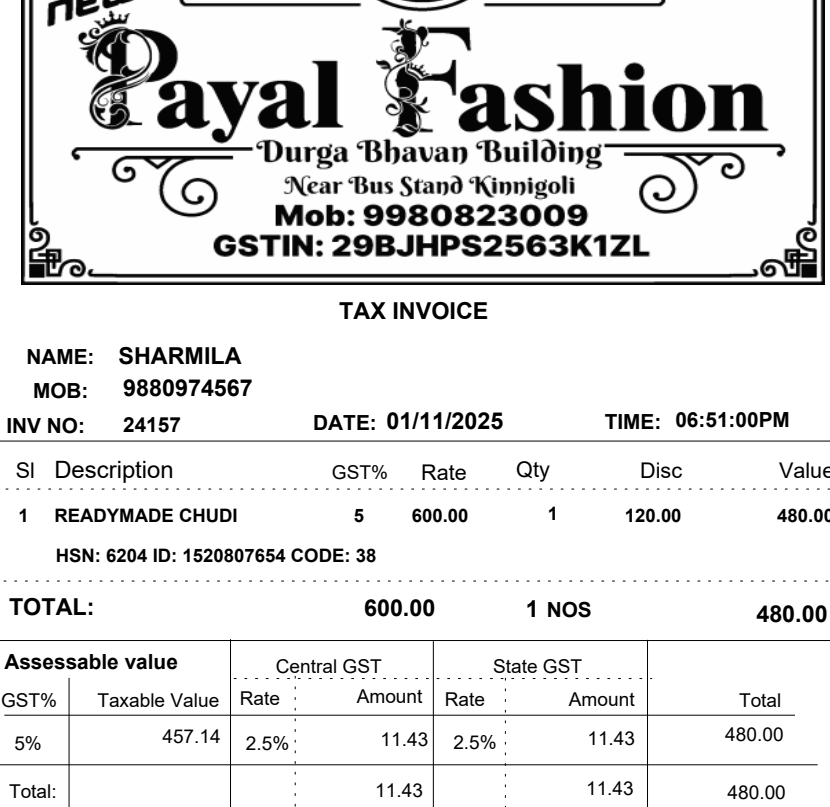 new
Payal Fashion
Durga Bhavan Building
Near Bus Stand Kinnigoli
Mob: 9980823009
GSTIN: 29BJHPS2563K1ZL
TAX INVOICE
NAME: SHARMILA
MOB: 9880974567
INV NO: 24157 DATE: 01/11/2025 TIME: 06:51:00PM
Sl Description GST% Rate Qty Disc Value
1 READYMADE CHUDI 5 600.00 1 120.00 480.00
HSN: 6204 ID: 1520807654 CODE: 38
TOTAL: 600.00 1 NOS 480.00
Assessable value Central GST State GST
GST% Taxable Value Rate Amount Rate Amount Total
5% 457.14 2.5% 11.43 2.5% 11.43 480.00
Total: 11.43 11.43 480.00